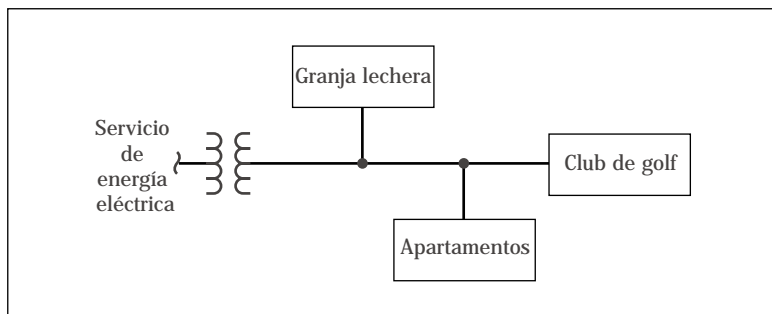 Granja lechera
Servicio
de
energía
eléctrica
Club de golf
Apartamentos